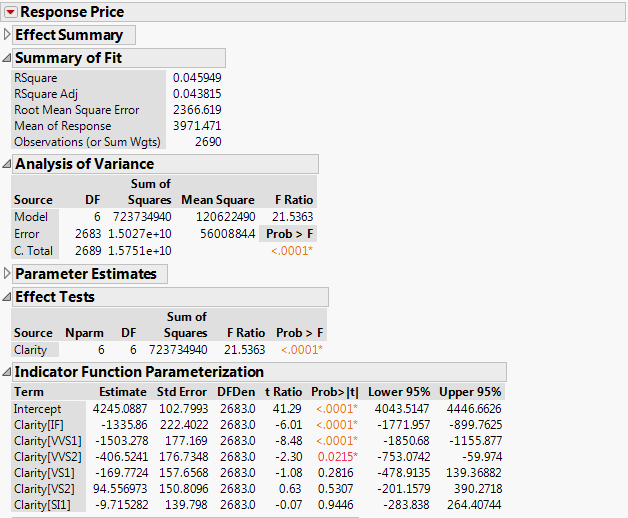 Response Price
Effect Summary
Summary of Fit
RSquare 0.045949
RSquare Adj 0.043815
Root Mean Square Error 2366.619
Mean of Response 3971.471
Observations (or Sum Wgts) 2690
Analysis of Variance
Sum of
Source DF Squares Mean Square F Ratio
Model 6 723734940 120622490 21.5363
Error 2683 1.5027e+10 5600884.4 Prob > F
C. Total 2689 1.5751e+10 <.0001*
Parameter Estimates
Effect Tests
Sum of
Source Nparm DF Squares F Ratio Prob > F
Clarity 6 6 723734940 21.5363 <.0001*
Indicator Function Parameterization
Term Estimate Std Error DFDen t Ratio Prob>|t| Lower 95% Upper 95%
Intercept 4245.0887 102.7993 2683.0 41.29 <.0001* 4043.5147 4446.6626
Clarity[IF] -1335.86 222.4022 2683.0 -6.01 <.0001* -1771.957 -899.7625
Clarity[VVS1] -1503.278 177.169 2683.0 -8.48 <.0001* -1850.68 -1155.877
Clarity[VVS2] -406.5241 176.7348 2683.0 -2.30 0.0215* -753.0742 -59.974
Clarity[VS1] -169.7724 157.6568 2683.0 -1.08 0.2816 -478.9135 139.36882
Clarity[VS2] 94.556973 150.8096 2683.0 0.63 0.5307 -201.1579 390.2718
Clarity[SI1] -9.715282 139.798 2683.0 -0.07 0.9446 -283.838 264.40744